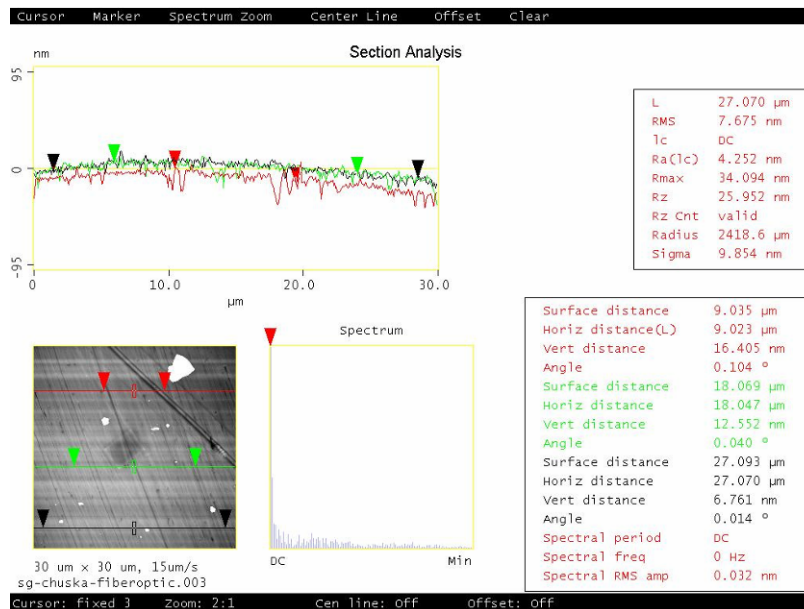 Cursor Marker Spectrum Zoom Center Line Offset Clear
Section Analysis
nm
95
0
-95
0 10.0 20.0 30.0
µm
L 27.070 µm
RMS 7.675 nm
lc DC
Ra(lc) 4.252 nm
Rmax 34.094 nm
Rz 25.952 nm
Rz Cnt valid
Radius 2418.6 µm
Sigma 9.854 nm
Surface distance 9.035 µm
Horiz distance(L) 9.023 µm
Vert distance 16.405 nm
Angle 0.104 º
Surface distance 18.069 µm
Horiz distance 18.047 µm
Vert distance 12.552 nm
Angle 0.040 º
Surface distance 27.093 µm
Horiz distance 27.070 µm
Vert distance 6.761 nm
Angle 0.014 º
Spectral period DC
Spectral freq 0 Hz
Spectral RMS amp 0.032 nm
Spectrum
DC Min
30 um × 30 um, 15um/s
sg-chuska-fiberoptic.003
Cursor: fixed 3 Zoom: 2:1 Cen line: Off Offset: Off